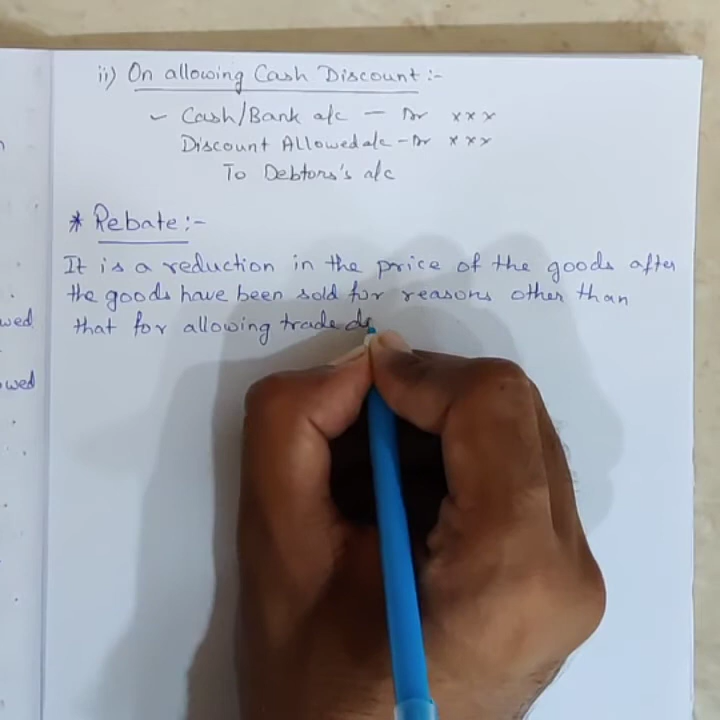 ii) On allowing Cash Discount :-
- Cash/Bank a/c — Dr xxx
Discount Allowed a/c - Dr xxx
To Debtors's a/c
* Rebate :-
It is a reduction in the price of the goods after
the goods have been sold for reasons other than
wed that for allowing trade
wed